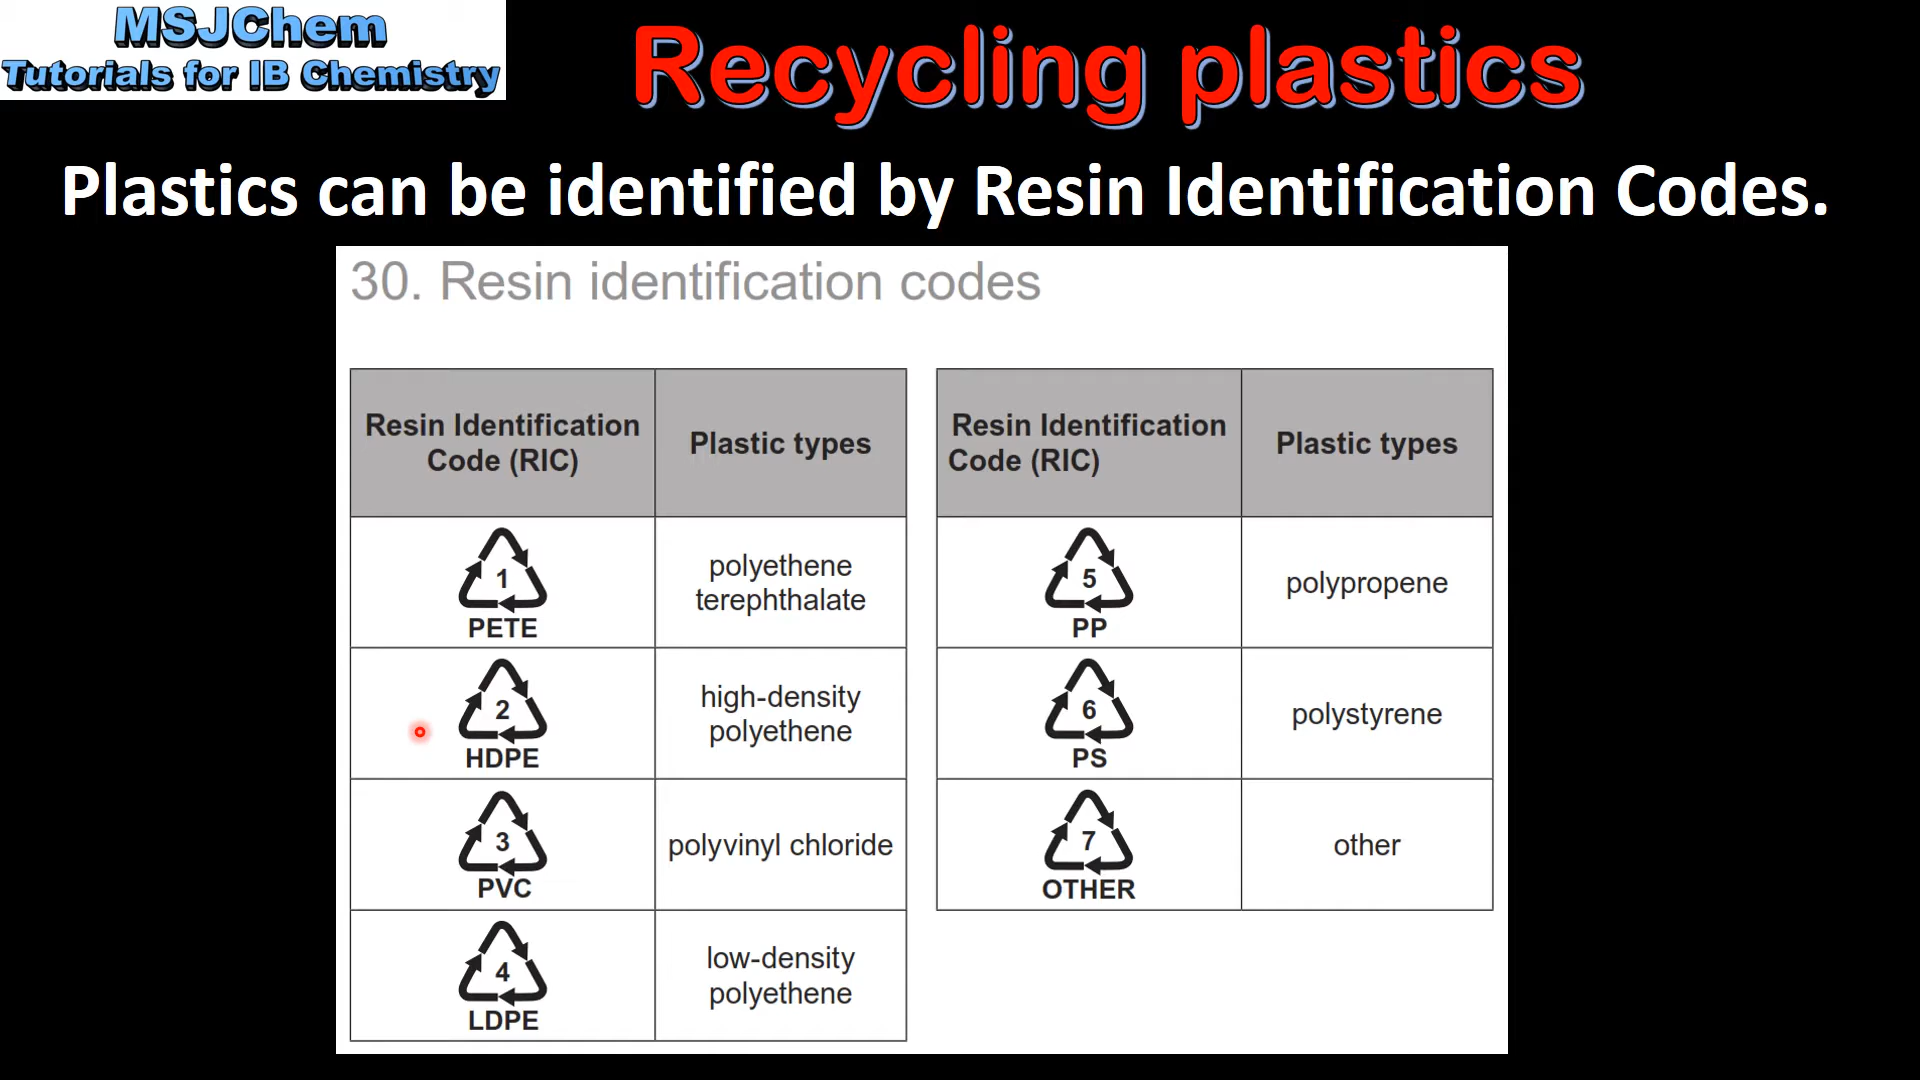 MSJChem
Tutorials for IB Chemistry
Recycling plastics
Plastics can be identified by Resin Identification Codes.
30. Resin identification codes
Resin Identification
Code (RIC)
Plastic types
1
PETE
polyethene
terephthalate
2
HDPE
high-density
polyethene
3
PVC
polyvinyl chloride
4
LDPE
low-density
polyethene
Resin Identification
Code (RIC)
Plastic types
5
PP
polypropene
6
PS
polystyrene
7
OTHER
other